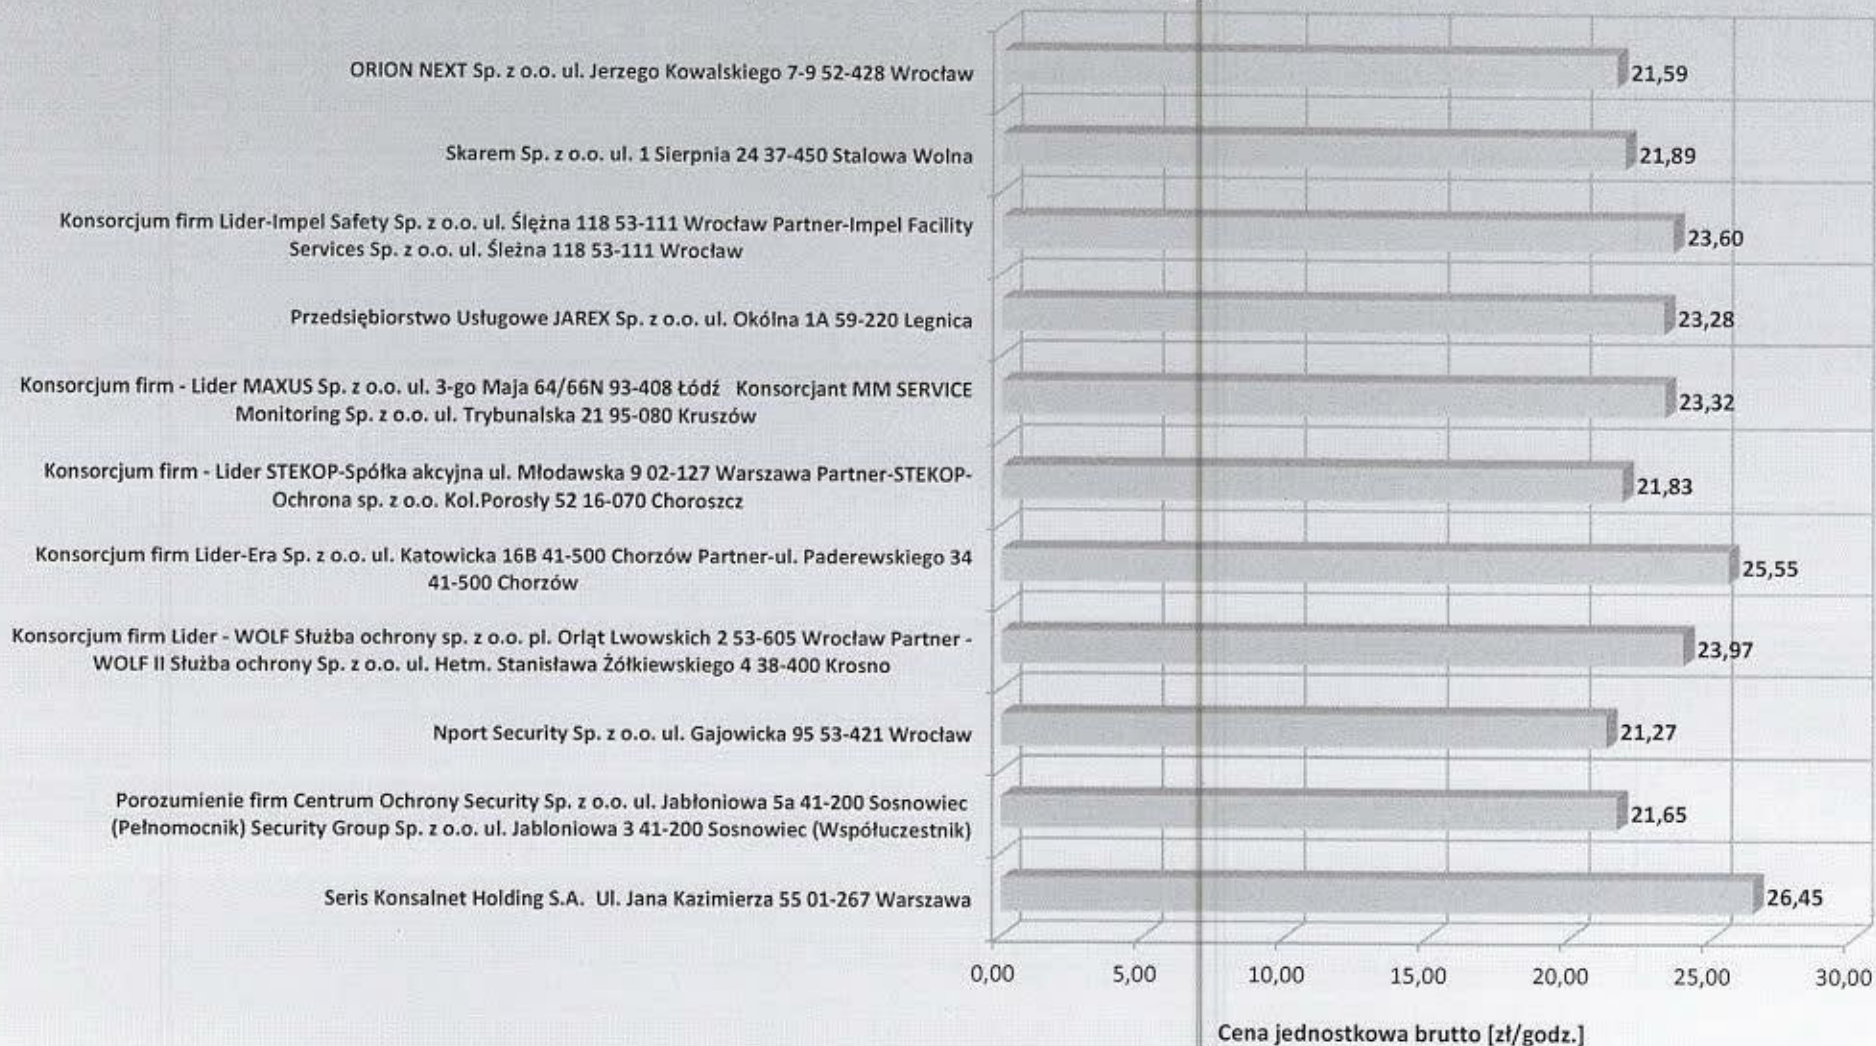 ORION NEXT Sp. z o.o. ul. Jerzego Kowalskiego 7-9 52-428 Wrocław
21,59
Skarem Sp. z o.o. ul. 1 Sierpnia 24 37-450 Stalowa Wolna
21,89
Konsorcjum firm Lider-Impel Safety Sp. z o.o. ul. Ślężna 118 53-111 Wrocław Partner-Impel Facility
Services Sp. z o.o. ul. Śleżna 118 53-111 Wrocław
23,60
Przedsiębiorstwo Usługowe JAREX Sp. z o.o. ul. Okólna 1A 59-220 Legnica
23,28
Konsorcjum firm - Lider MAXUS Sp. z o.o. ul. 3-go Maja 64/66N 93-408 Łódź Konsorcjant MM SERVICE
Monitoring Sp. z o.o. ul. Trybunalska 21 95-080 Kruszów
23,32
Konsorcjum firm - Lider STEKOP-Spółka akcyjna ul. Młodawska 9 02-127 Warszawa Partner-STEKOP-
Ochrona sp. z o.o. Kol.Porosły 52 16-070 Choroszcz
21,83
Konsorcjum firm Lider-Era Sp. z o.o. ul. Katowicka 16B 41-500 Chorzów Partner-ul. Paderewskiego 34
41-500 Chorzów
25,55
Konsorcjum firm Lider - WOLF Służba ochrony sp. z o.o. pl. Orląt Lwowskich 2 53-605 Wrocław Partner -
WOLF II Służba ochrony Sp. z o.o. ul. Hetm. Stanisława Żółkiewskiego 4 38-400 Krosno
23,97
Nport Security Sp. z o.o. ul. Gajowicka 95 53-421 Wrocław
21,27
Porozumienie firm Centrum Ochrony Security Sp. z o.o. ul. Jabłoniowa 5a 41-200 Sosnowiec
(Pełnomocnik) Security Group Sp. z o.o. ul. Jabloniowa 3 41-200 Sosnowiec (Współuczestnik)
21,65
Seris Konsalnet Holding S.A. Ul. Jana Kazimierza 55 01-267 Warszawa
26,45
0,00 5,00 10,00 15,00 20,00 25,00 30,00
Cena jednostkowa brutto [zł/godz.]